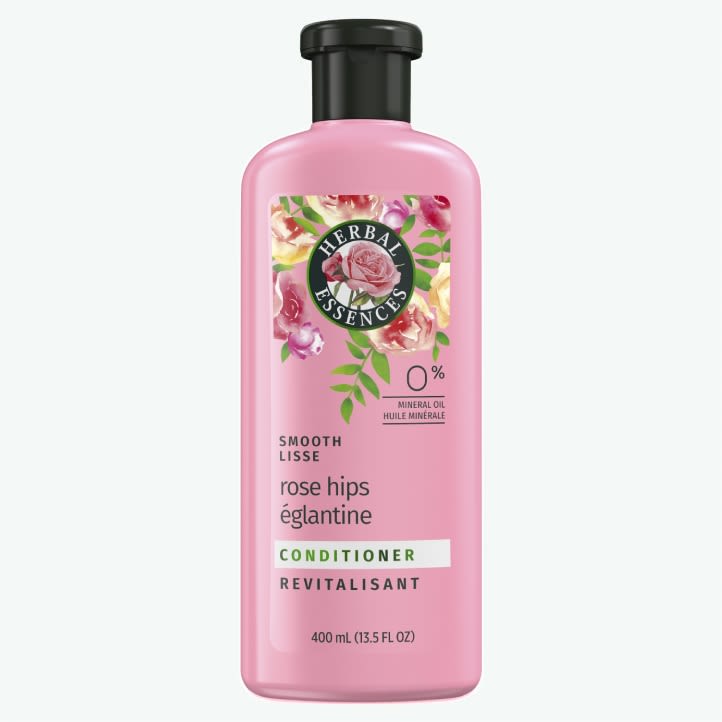 HERBAL
ESSENCES
0%
MINERAL OIL
HUILE MINÉRALE
SMOOTH
LISSE
rose hips
églantine
CONDITIONER
REVITALISANT
400 mL (13.5 FL OZ)